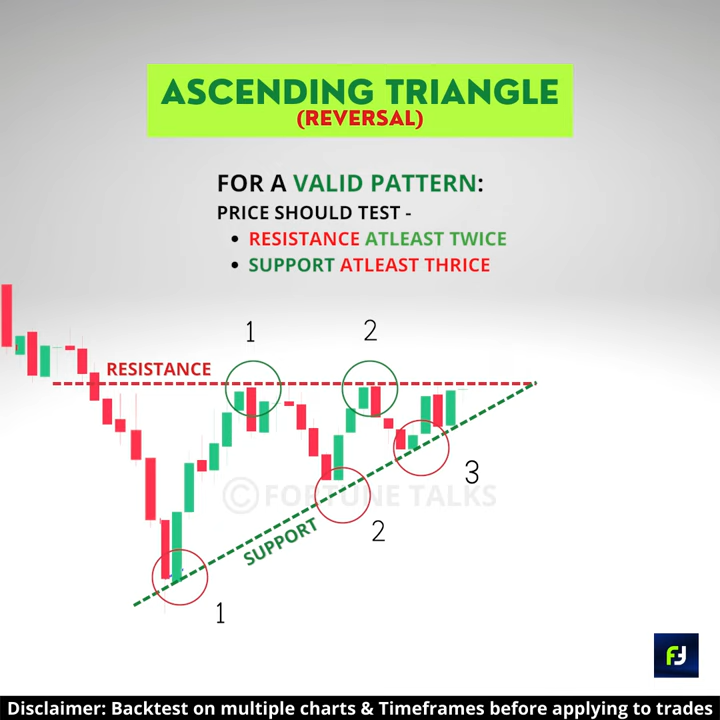 ASCENDING TRIANGLE
(REVERSAL)
FOR A VALID PATTERN:
PRICE SHOULD TEST -
• RESISTANCE ATLEAST TWICE
• SUPPORT ATLEAST THRICE
1
2
RESISTANCE
3
© FORTUNE TALKS
2
SUPPORT
1
FF
Disclaimer: Backtest on multiple charts & Timeframes before applying to trades